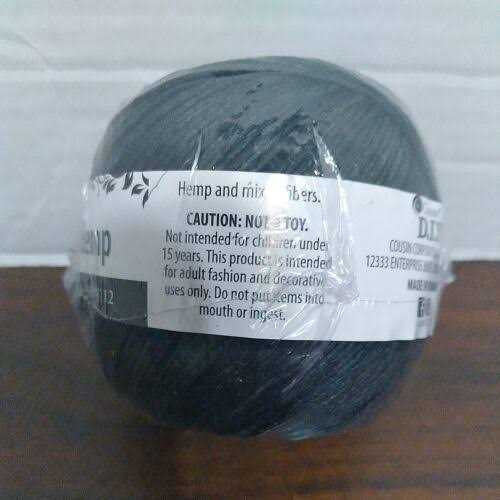 Hemp and mixed fibers.
CAUTION: NOT A TOY.
Not intended for children under
15 years. This product is intended
for adult fashion and decorative
uses only. Do not put items into
mouth or ingest.
12
D.I.
COUSIN
12333 ENTERPRISE
MADE IN